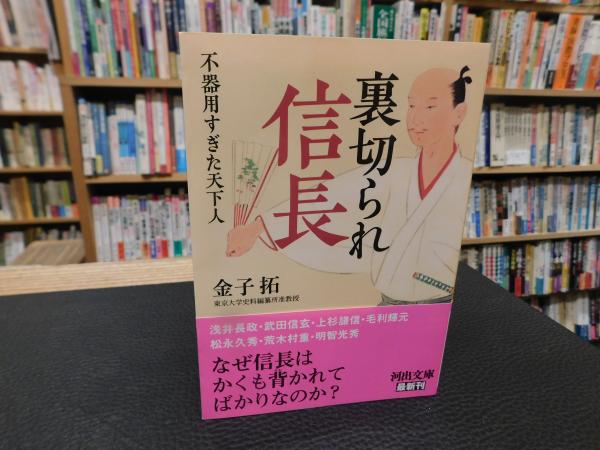 裏切られ
信長
不器用すぎた天下人
金子 拓
東京大学史料編纂所准教授
浅井長政・武田信玄・上杉謙信・毛利輝元
松永久秀・荒木村重・明智光秀
なぜ信長は
かくも背かれて
ばかりなのか?
河出文庫
最新刊